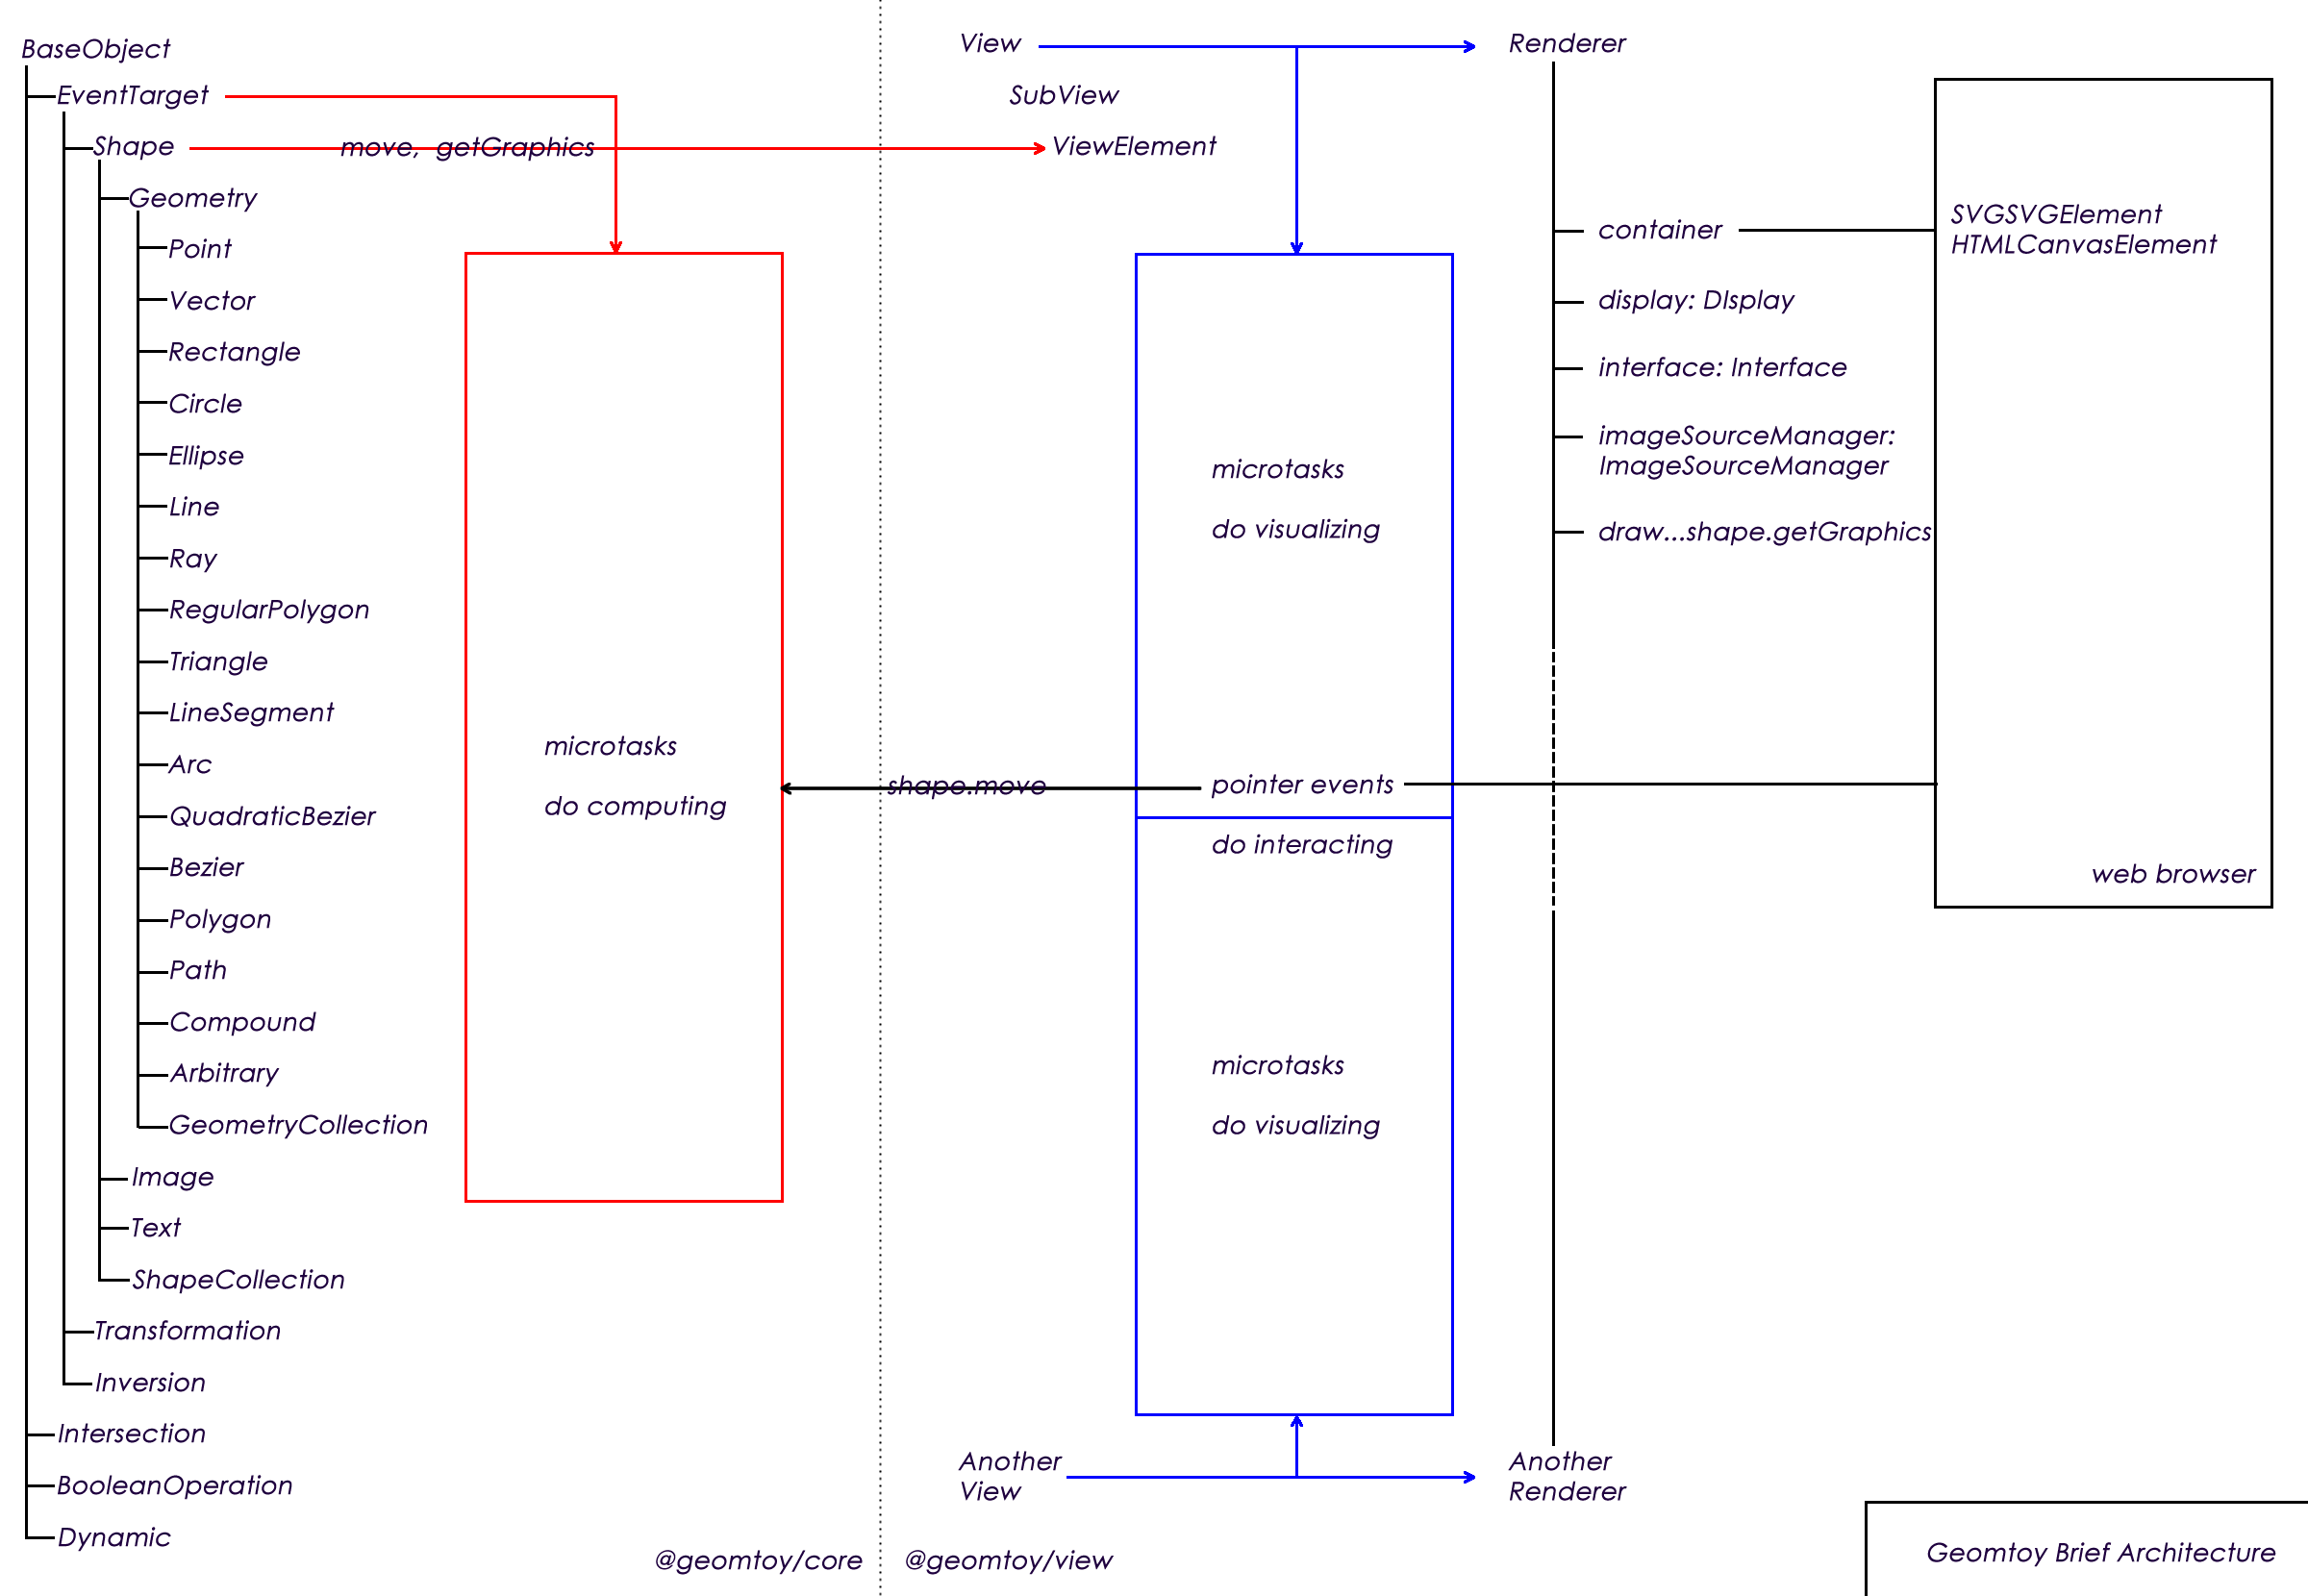 BaseObject
EventTarget
Shape
move, getGraphics
Geometry
Point
Vector
Rectangle
Circle
Ellipse
Line
Ray
RegularPolygon
Triangle
LineSegment
Arc
QuadraticBezier
Bezier
Polygon
Path
Compound
Arbitrary
GeometryCollection
Image
Text
ShapeCollection
Transformation
Inversion
Intersection
BooleanOperation
Dynamic
microtasks
do computing
@geomtoy/core
View
SubView
ViewElement
microtasks
do visualizing
shape.move
pointer events
do interacting
microtasks
do visualizing
Another
View
@geomtoy/view
Renderer
container
display: DIsplay
interface: Interface
imageSourceManager:
ImageSourceManager
draw...shape.getGraphics
Another
Renderer
SVGSVGElement
HTMLCanvasElement
web browser
Geomtoy Brief Architecture